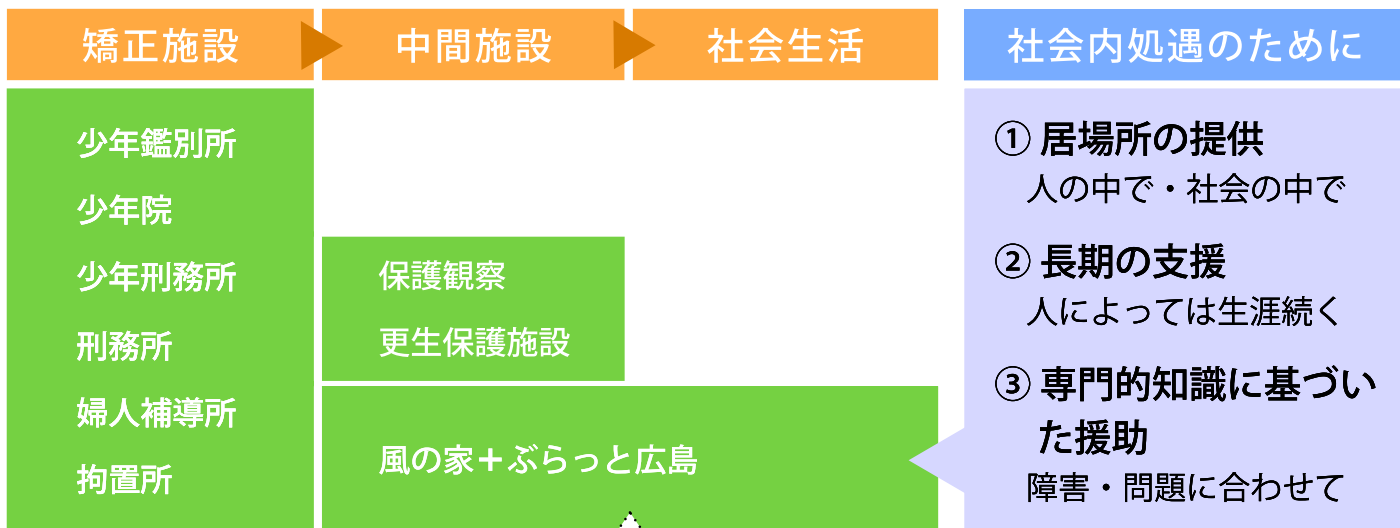 矯正施設
中間施設
社会生活
社会内処遇のために
少年鑑別所
少年院
少年刑務所
刑務所
婦人補導所
拘置所
保護観察
更生保護施設
風の家+ぶらっと広島
① 居場所の提供
人の中で・社会の中で
② 長期の支援
人によっては生涯続く
③ 専門的知識に基づい
た援助
障害・問題に合わせて